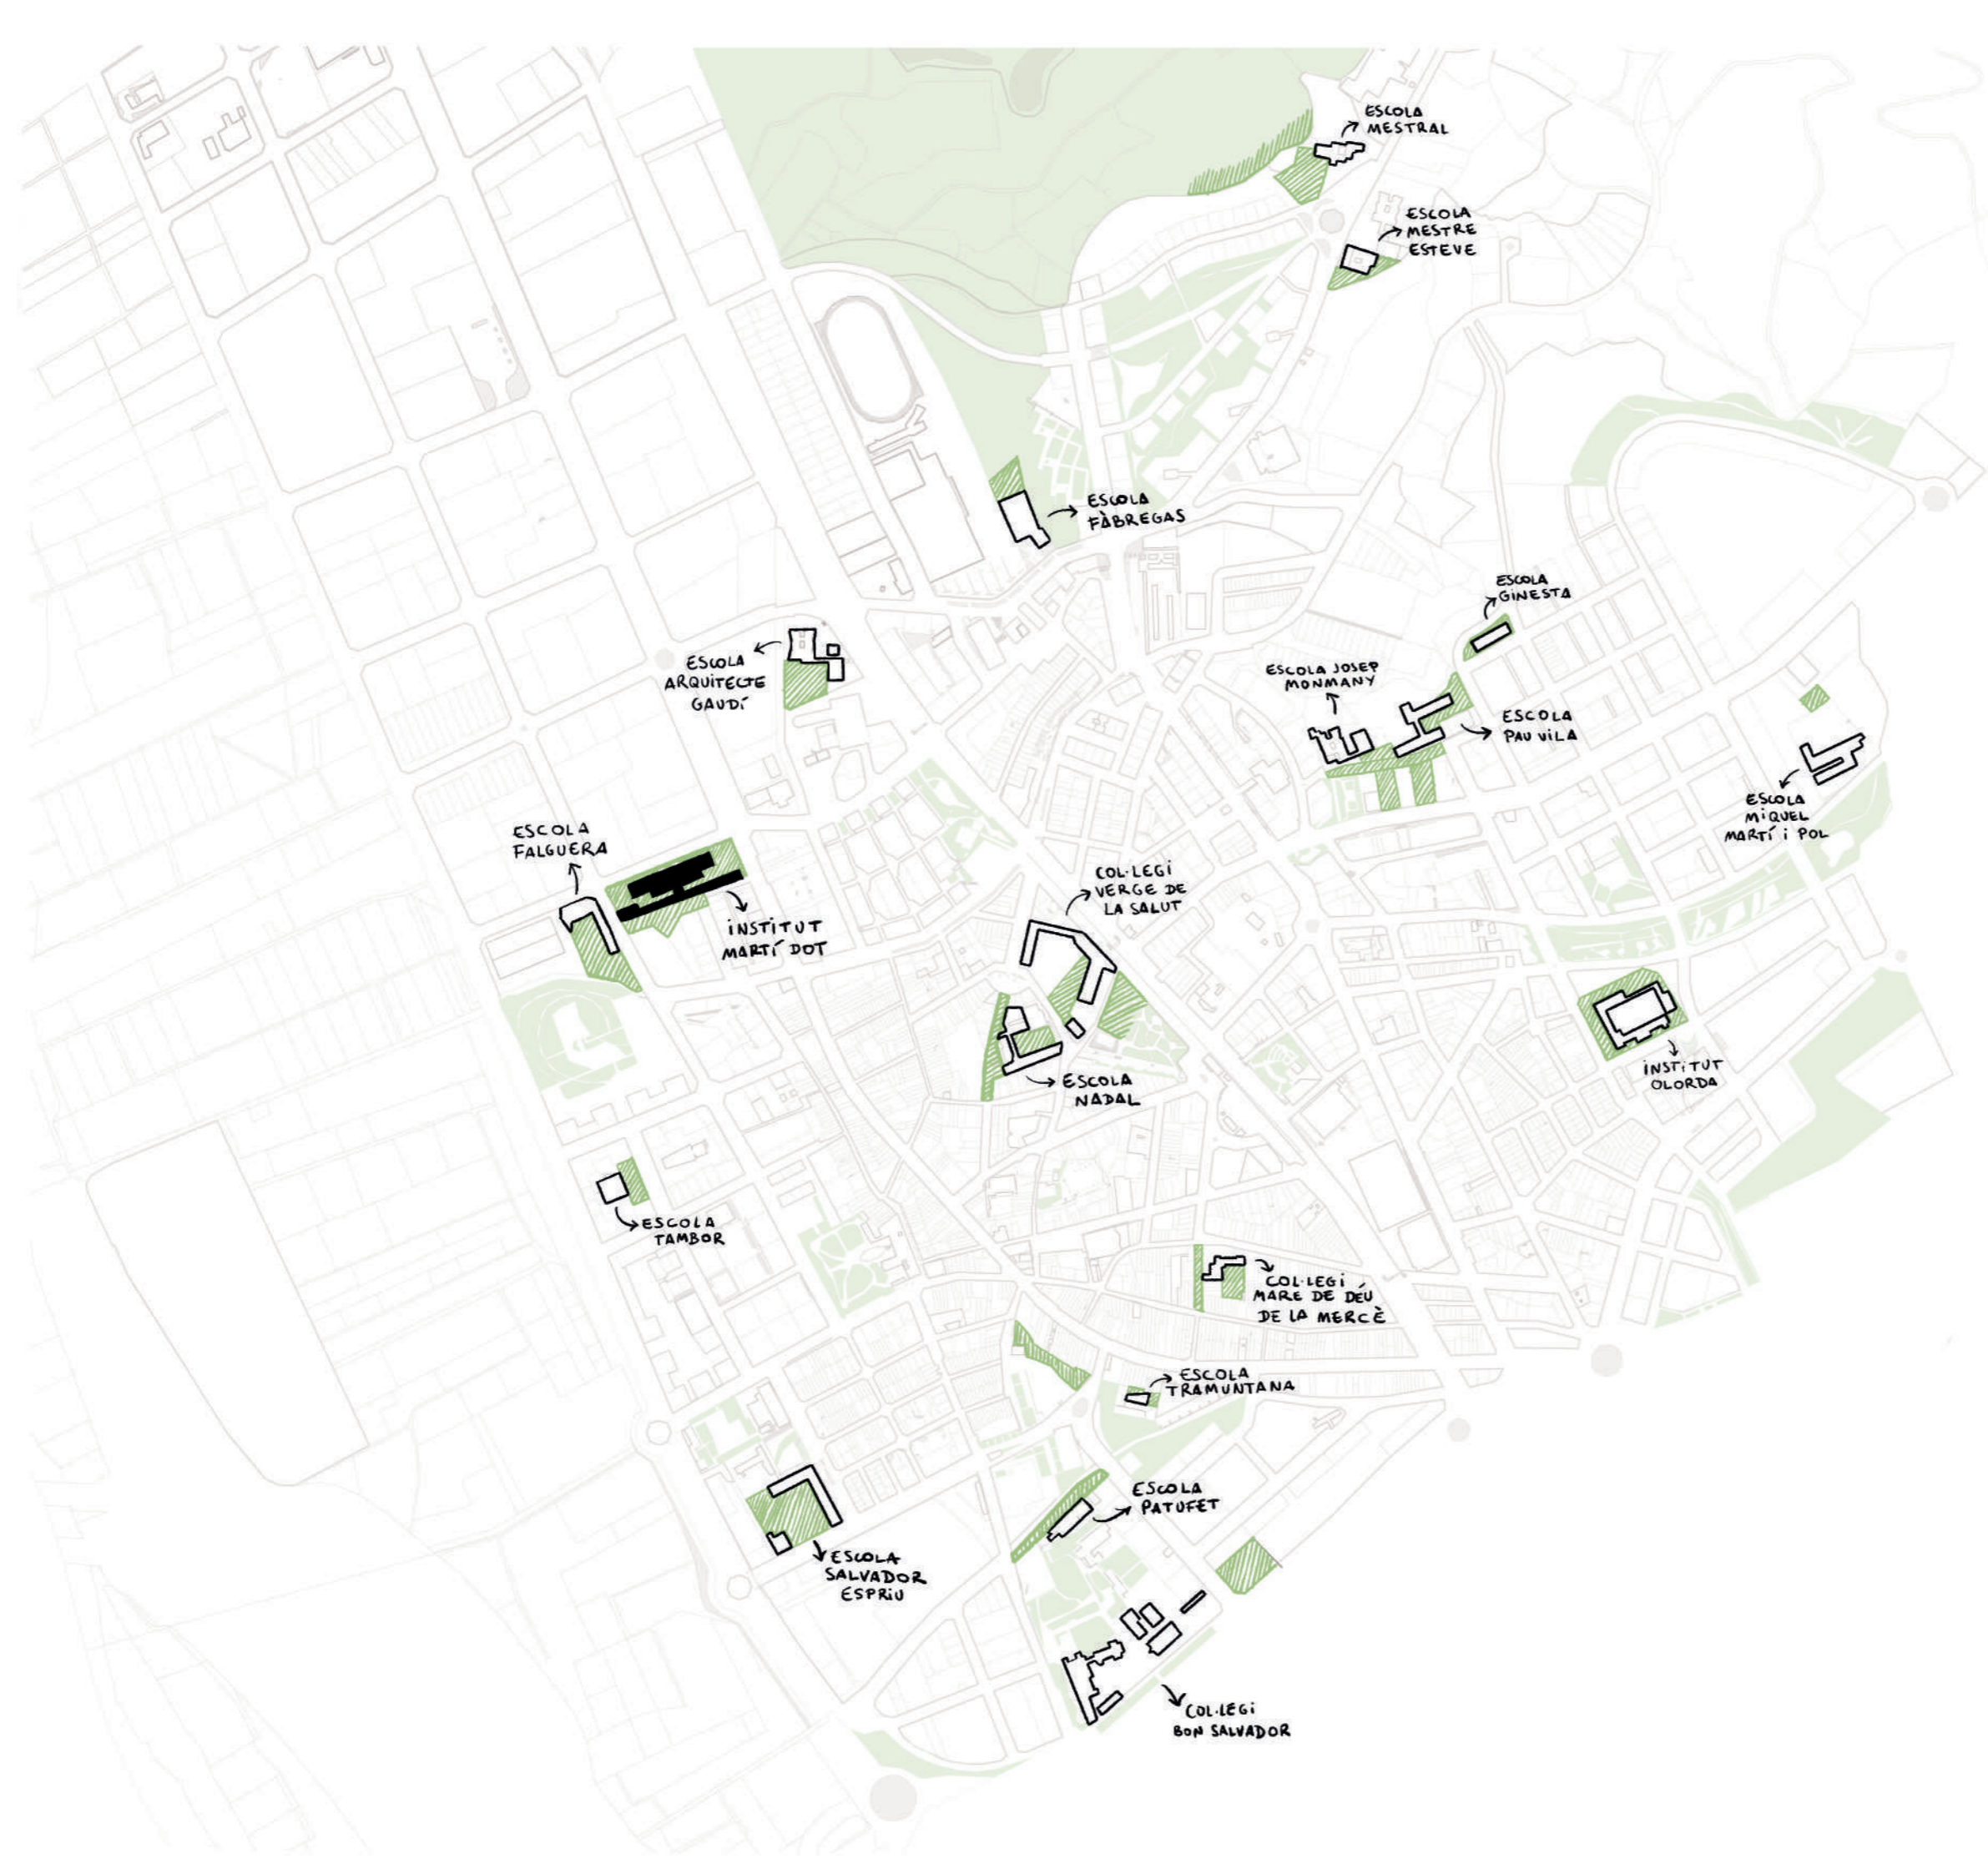 ESCOLA
MESTRAL
ESCOLA
MESTRE
ESTEVE
ESCOLA
FÀBREGAS
ESCOLA
GINESTA
ESCOLA
ARQUITECTE
GAUDÍ
ESCOLA JOSEP
MONMANY
ESCOLA
PAU VILA
ESCOLA
MIQUEL
MARTÍ I POL
ESCOLA
FALGUERA
INSTITUT
MARTÍ DOT
COL·LEGI
VERGE DE
LA SALUT
ESCOLA
NADAL
INSTITUT
OLORDA
ESCOLA
TAMBOR
COL·LEGI
MARE DE DÉU
DE LA MERCÈ
ESCOLA
TRAMUNTANA
ESCOLA
PATUFET
ESCOLA
SALVADOR
ESPRIU
COL·LEGI
BON SALVADOR